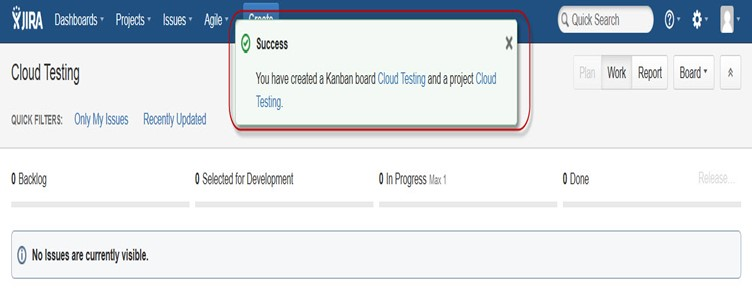 JIRA Dashboards Projects Issues Agile Create Quick Search
Success
You have created a Kanban board Cloud Testing and a project Cloud
Testing.
Cloud Testing Plan Work Report Board
QUICK FILTERS: Only My Issues Recently Updated
0 Backlog 0 Selected for Development 0 In Progress Max 1 0 Done Release...
No Issues are currently visible.